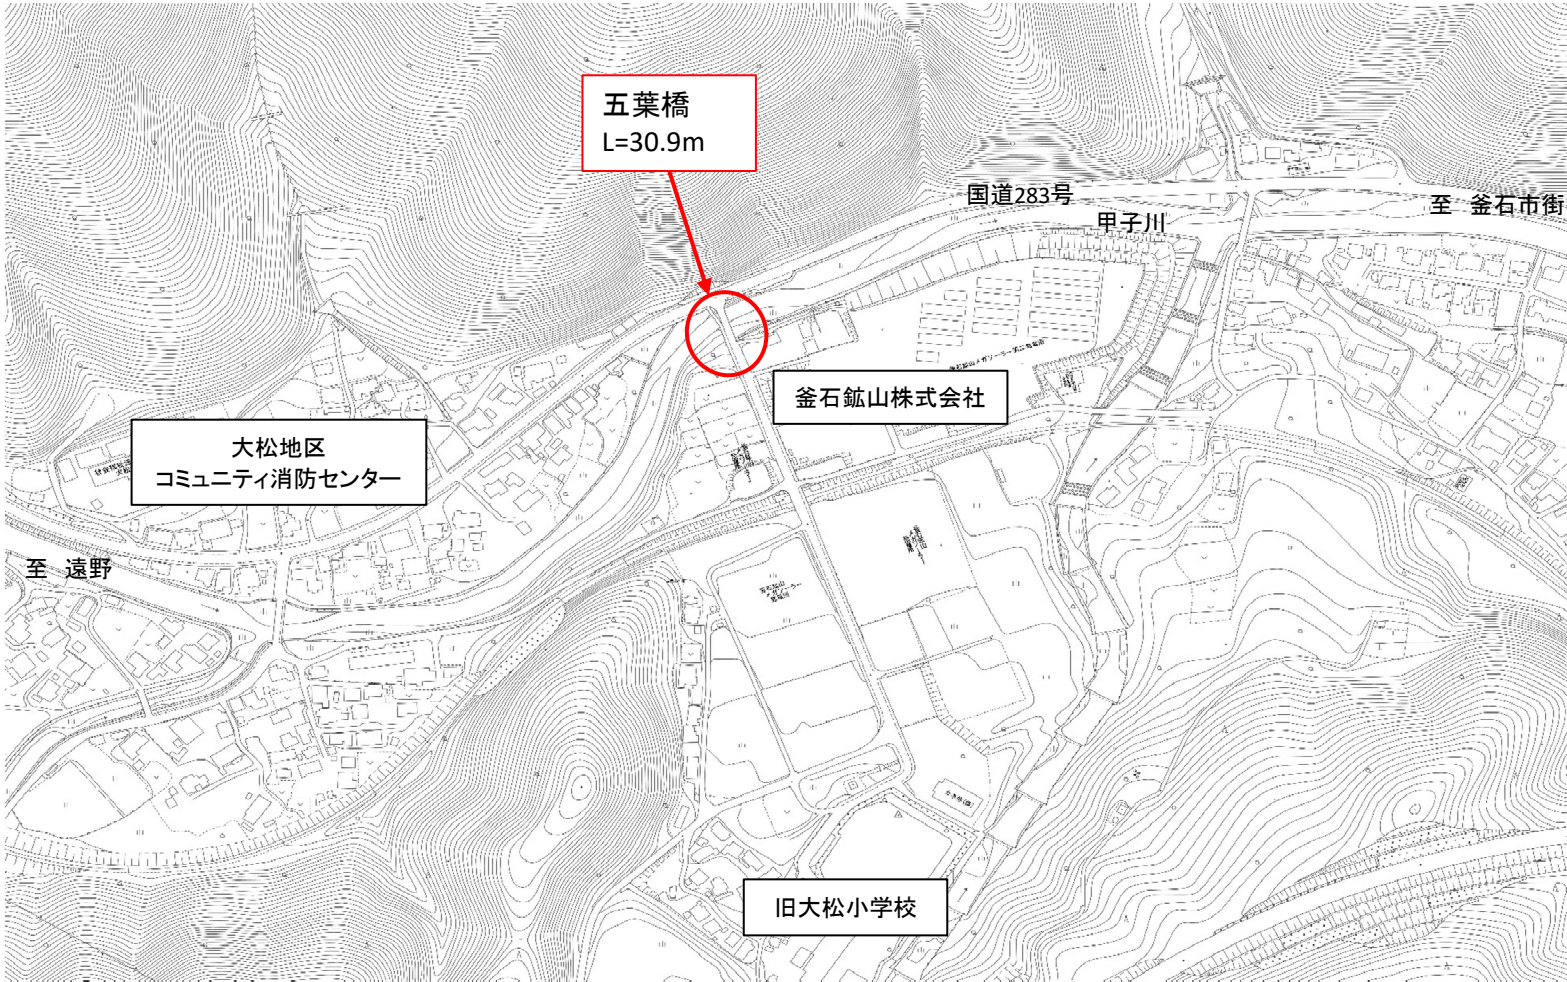 五葉橋
L=30.9m
国道283号
至 釜石市街
甲子川
釜石鉱山株式会社
大松地区
コミュニティ消防センター
至 遠野
旧大松小学校